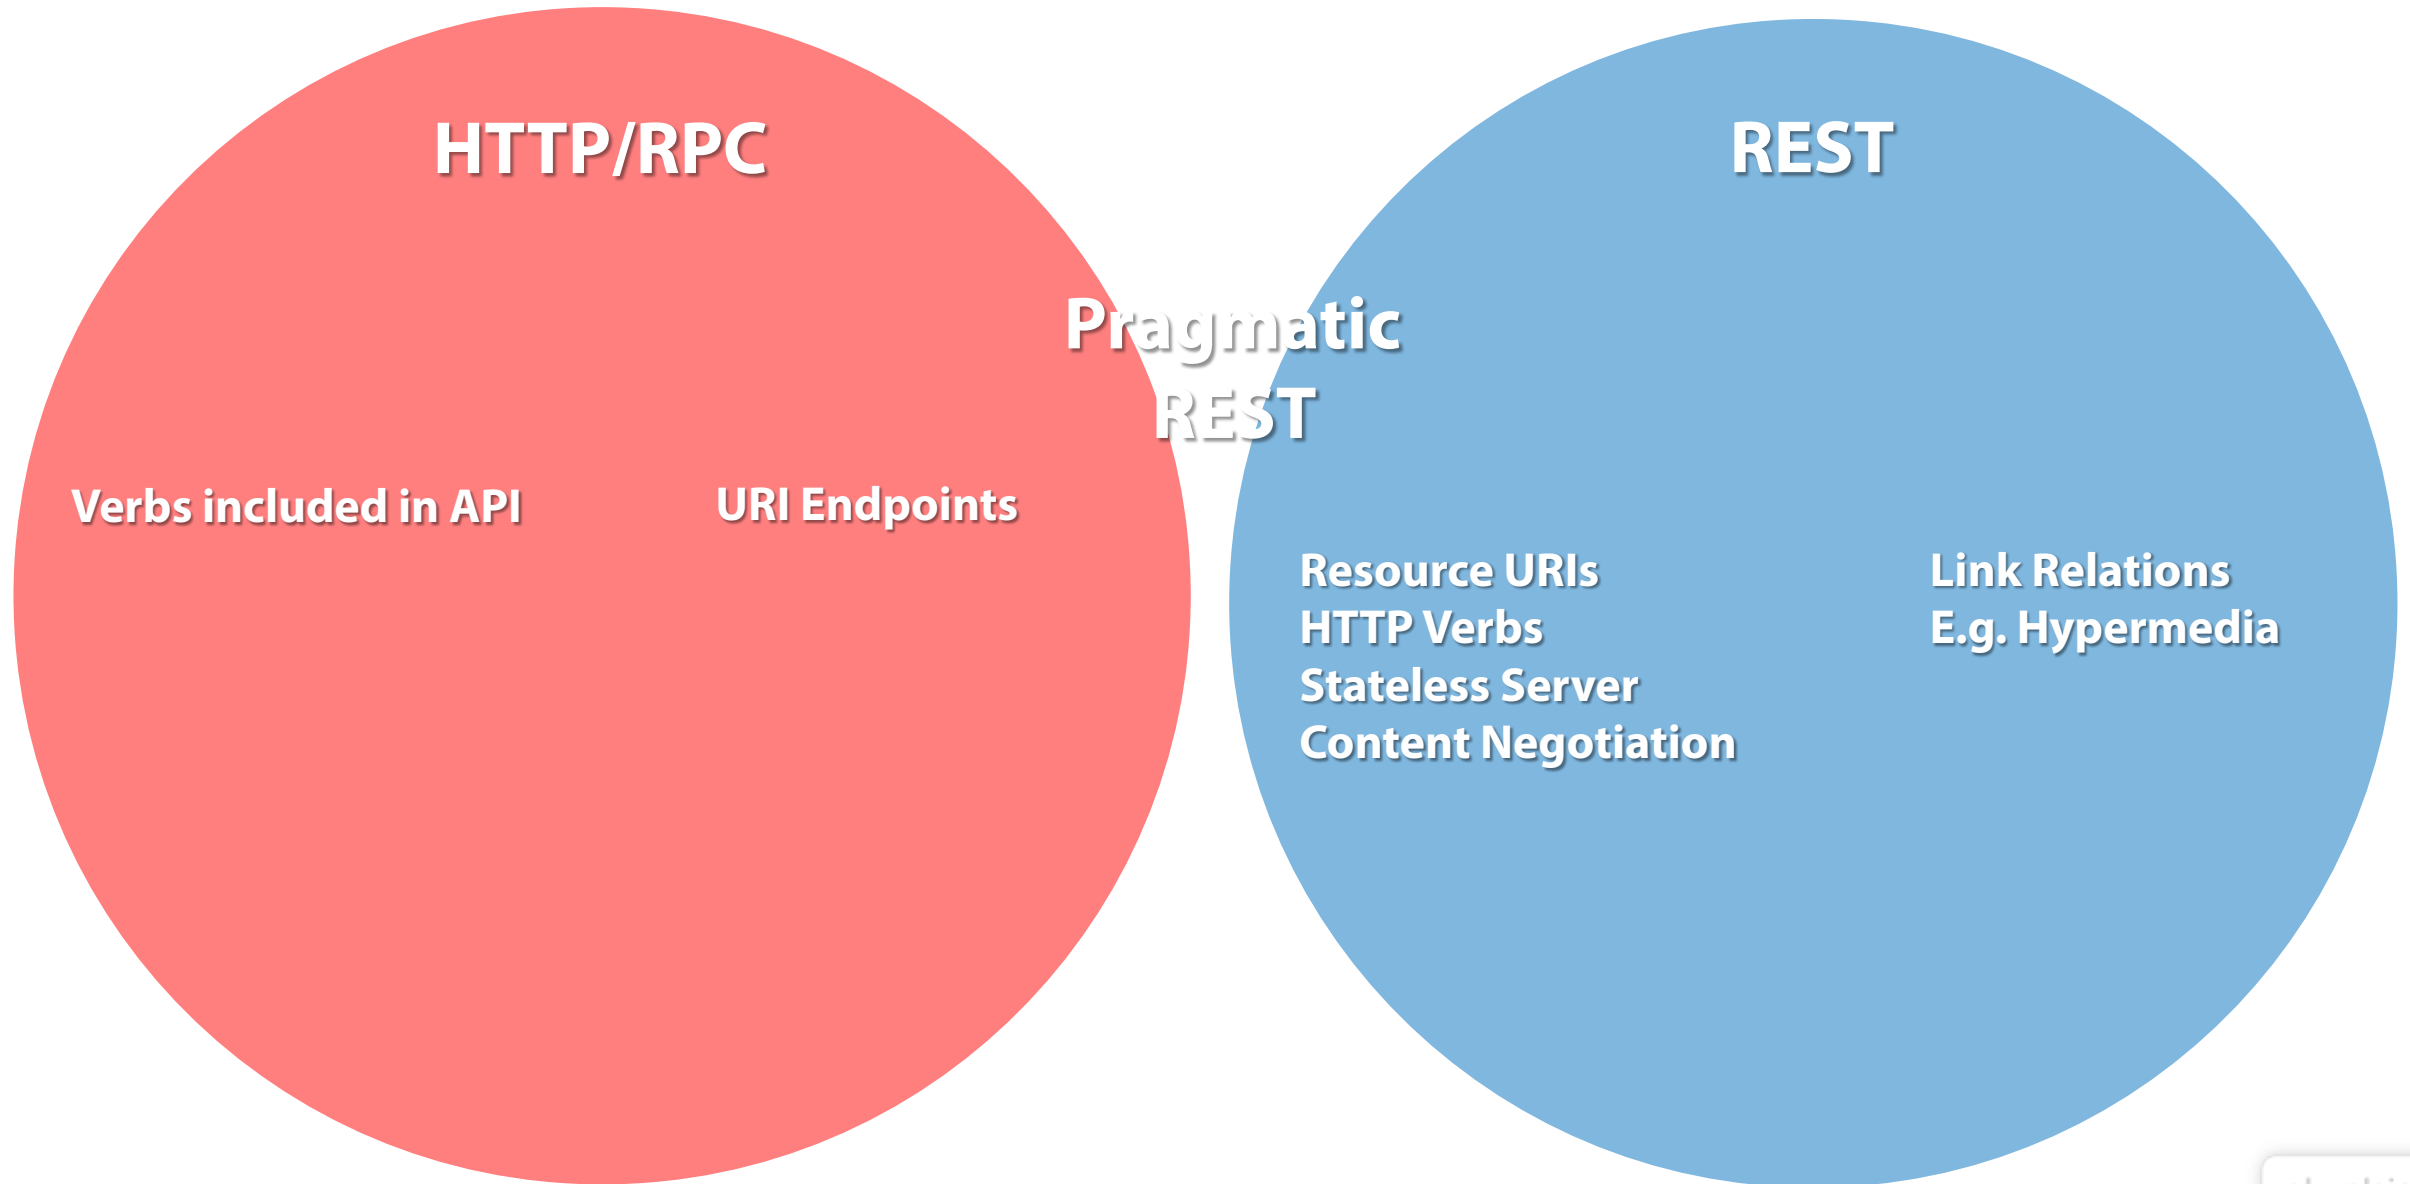 HTTP/RPC
REST
Pragmatic
REST
Verbs included in API
URI Endpoints
Resource URIs
HTTP Verbs
Stateless Server
Content Negotiation
Link Relations
E.g. Hypermedia